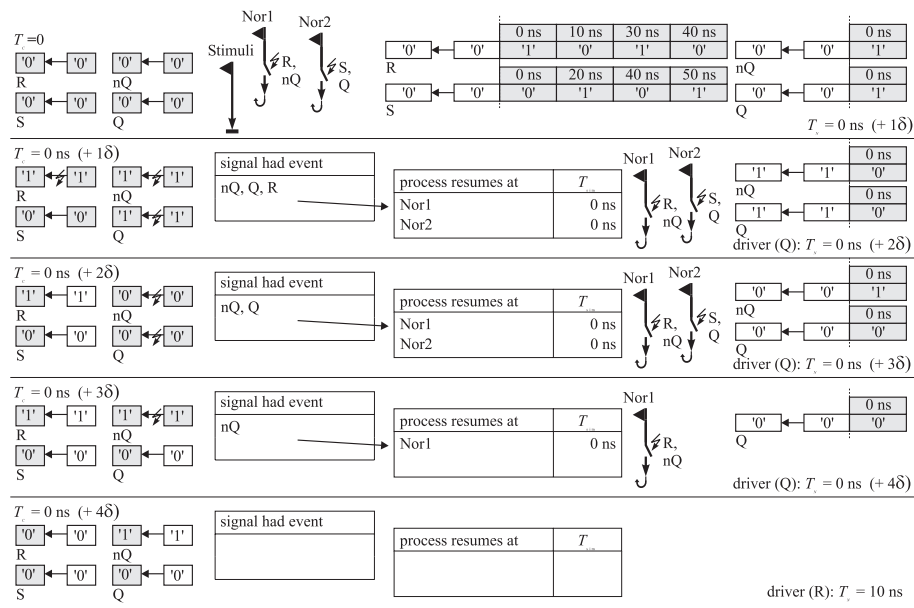 T_c = 0
'0' '0' '0' '0'
R nQ
'0' '0' '0' '0'
S Q
Stimuli
Nor1
R, nQ
Nor2
S, Q
0 ns 10 ns 30 ns 40 ns
'0' '0' '1' '0' '1' '0'
R
0 ns 20 ns 40 ns 50 ns
'0' '0' '0' '1' '0' '1'
S
0 ns
'0' '0' '1'
nQ
0 ns
'0' '0' '1'
Q
T_v = 0 ns (+ 1δ)
T_c = 0 ns (+ 1δ)
'1' '1' '1' '1'
R nQ
'0' '0' '1' '1'
S Q
signal had event
nQ, Q, R
process resumes at T
Nor1 0 ns
Nor2 0 ns
Nor1
R, nQ
Nor2
S, Q
0 ns
'1' '1' '0'
nQ
0 ns
'1' '1' '0'
Q
driver (Q): T_v = 0 ns (+ 2δ)
T_c = 0 ns (+ 2δ)
'1' '1' '0' '0'
R nQ
'0' '0' '0' '0'
S Q
signal had event
nQ, Q
process resumes at T
Nor1 0 ns
Nor2 0 ns
Nor1
R, nQ
Nor2
S, Q
0 ns
'0' '0' '1'
nQ
0 ns
'0' '0' '0'
Q
driver (Q): T_v = 0 ns (+ 3δ)
T_c = 0 ns (+ 3δ)
'1' '1' '1' '1'
R nQ
'0' '0' '0' '0'
S Q
signal had event
nQ
process resumes at T
Nor1 0 ns
Nor1
R, nQ
0 ns
'0' '0' '0'
Q
driver (Q): T_v = 0 ns (+ 4δ)
T_c = 0 ns (+ 4δ)
'0' '0' '1' '1'
R nQ
'0' '0' '0' '0'
S Q
signal had event
process resumes at T
driver (R): T_v = 10 ns